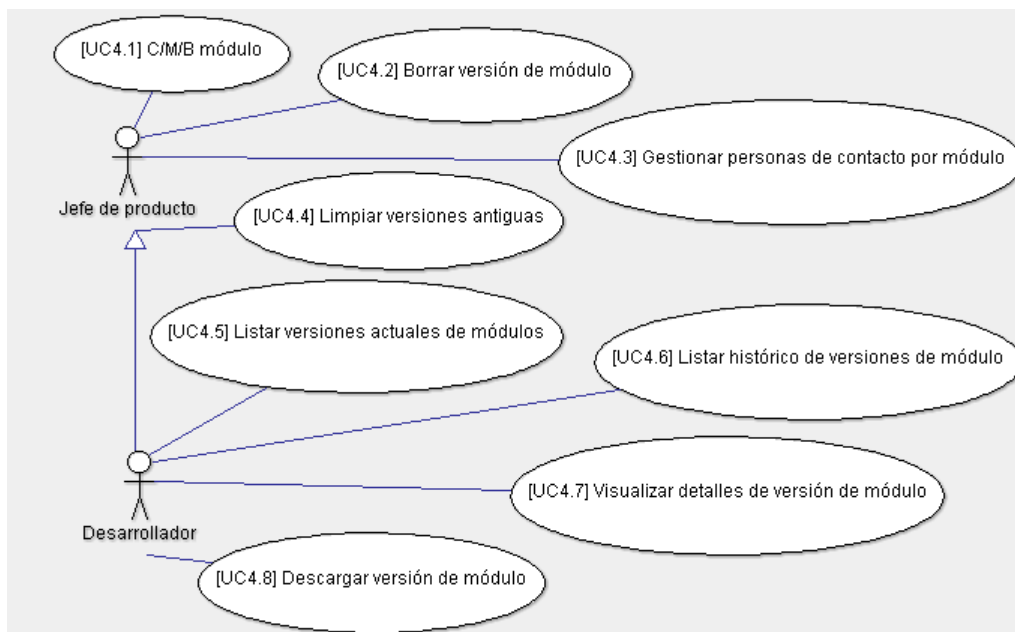 [UC4.1] C/M/B módulo
[UC4.2] Borrar versión de módulo
[UC4.3] Gestionar personas de contacto por módulo
Jefe de producto
[UC4.4] Limpiar versiones antiguas
[UC4.5] Listar versiones actuales de módulos
[UC4.6] Listar histórico de versiones de módulo
[UC4.7] Visualizar detalles de versión de módulo
Desarrollador
[UC4.8] Descargar versión de módulo